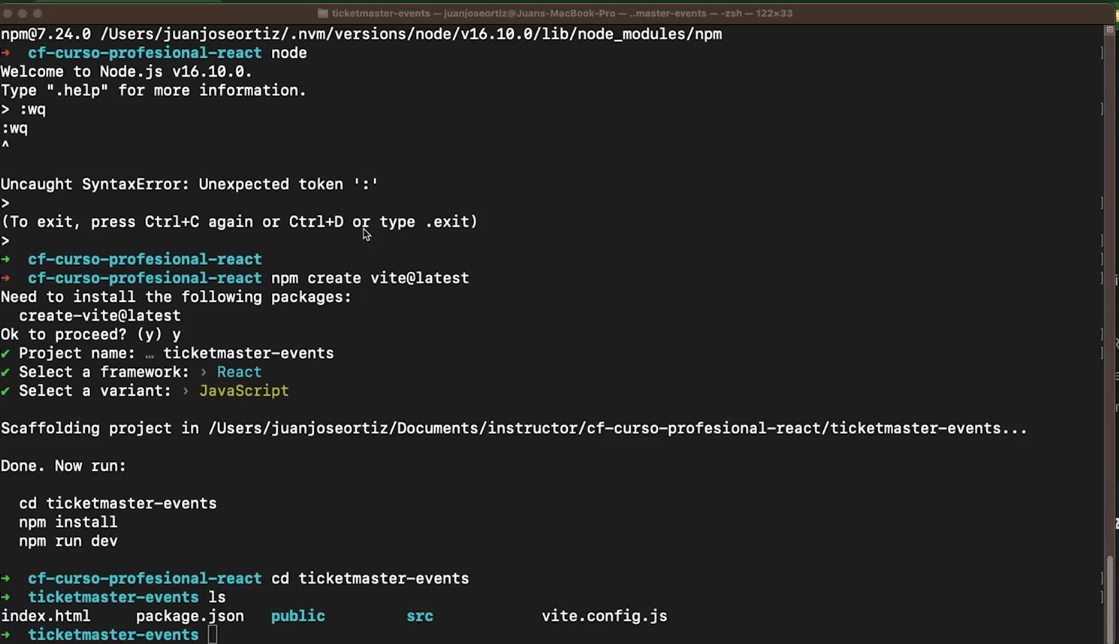 ticketmaster-events — juanjoseortiz@Juans-MacBook-Pro — ..master-events — -zsh — 122×33
npm@7.24.0 /Users/juanjoseortiz/.nvm/versions/node/v16.10.0/lib/node_modules/npm
➜ cf-curso-profesional-react node
Welcome to Node.js v16.10.0.
Type ".help" for more information.
> :wq
:wq
^
Uncaught SyntaxError: Unexpected token ':'
>
(To exit, press Ctrl+C again or Ctrl+D or type .exit)
>
➜ cf-curso-profesional-react
➜ cf-curso-profesional-react npm create vite@latest
Need to install the following packages:
create-vite@latest
Ok to proceed? (y) y
✔ Project name: … ticketmaster-events
✔ Select a framework: › React
✔ Select a variant: › JavaScript
Scaffolding project in /Users/juanjoseortiz/Documents/instructor/cf-curso-profesional-react/ticketmaster-events...
Done. Now run:
cd ticketmaster-events
npm install
npm run dev
➜ cf-curso-profesional-react cd ticketmaster-events
➜ ticketmaster-events ls
index.html package.json public src vite.config.js
➜ ticketmaster-events